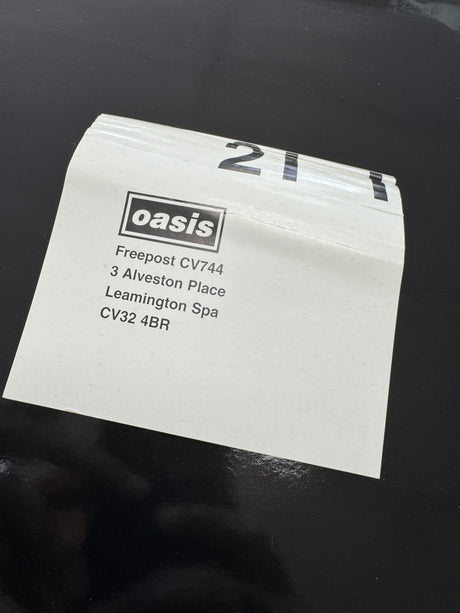 21
oasis
Freepost CV744
3 Alveston Place
Leamington Spa
CV32 4BR